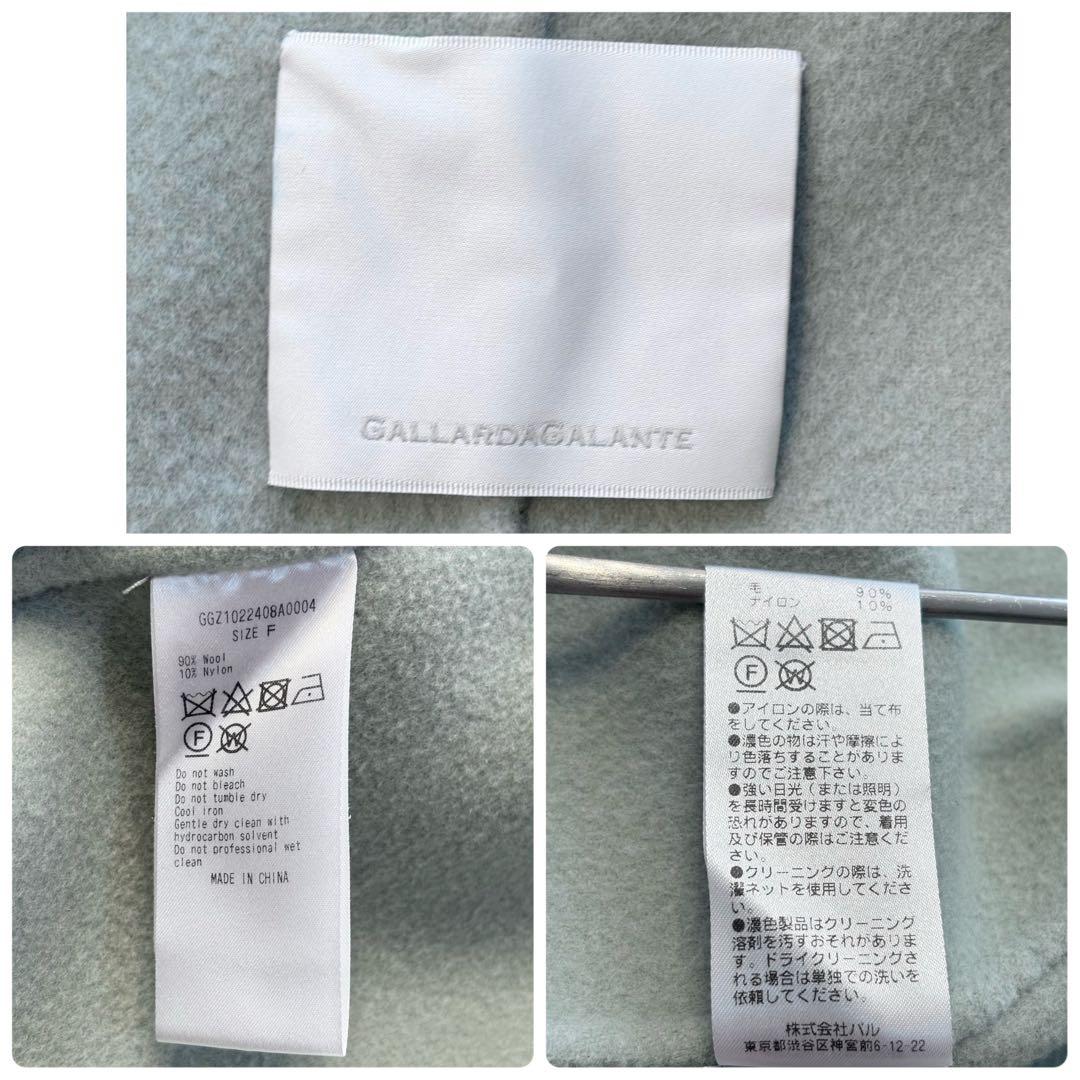 GALLARDAGALANTE
GGZ1022408A0004
SIZE F
90% Wool
10% Nylon
F W
Do not wash
Do not bleach
Do not tumble dry
Cool iron
Gentle dry clean with
hydrocarbon solvent
Do not professional wet
clean
MADE IN CHINA
毛 90%
ナイロン 10%
F W
●アイロンの際は、当て布
をしてください。
●濃色の物は汗や摩擦によ
り色落ちすることがありま
すのでご注意下さい。
●強い日光(または照明)
を長時間受けますと変色の
恐れがありますので、着用
及び保管の際はご注意くだ
さい。
●クリーニングの際は、洗
濯ネットを使用してくださ
い。
●濃色製品はクリーニング
溶剤を汚すおそれがありま
す。ドライクリーニングさ
れる場合は単独での洗いを
依頼してください。
株式会社パル
東京都渋谷区神宮前6-12-22